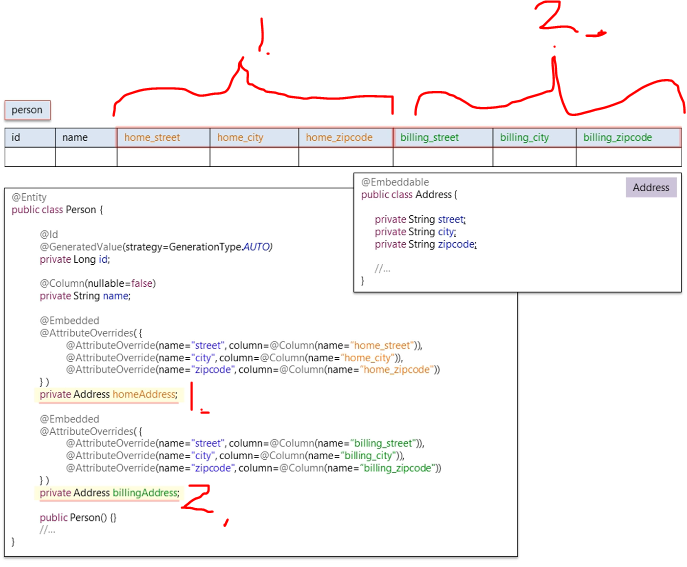 1.
2.
person
id name home_street home_city home_zipcode billing_street billing_city billing_zipcode
@Embeddable
public class Address {
Address
private String street;
private String city;
private String zipcode;
//...
}
@Entity
public class Person {
@Id
@GeneratedValue(strategy=GenerationType.AUTO)
private Long id;
@Column(nullable=false)
private String name;
@Embedded
@AttributeOverrides( {
@AttributeOverride(name="street", column=@Column(name="home_street")),
@AttributeOverride(name="city", column=@Column(name="home_city")),
@AttributeOverride(name="zipcode", column=@Column(name="home_zipcode"))
} )
private Address homeAddress;
1.
@Embedded
@AttributeOverrides( {
@AttributeOverride(name="street", column=@Column(name="billing_street")),
@AttributeOverride(name="city", column=@Column(name="billing_city")),
@AttributeOverride(name="zipcode", column=@Column(name="billing_zipcode"))
} )
private Address billingAddress;
2.
public Person() {}
//...
}